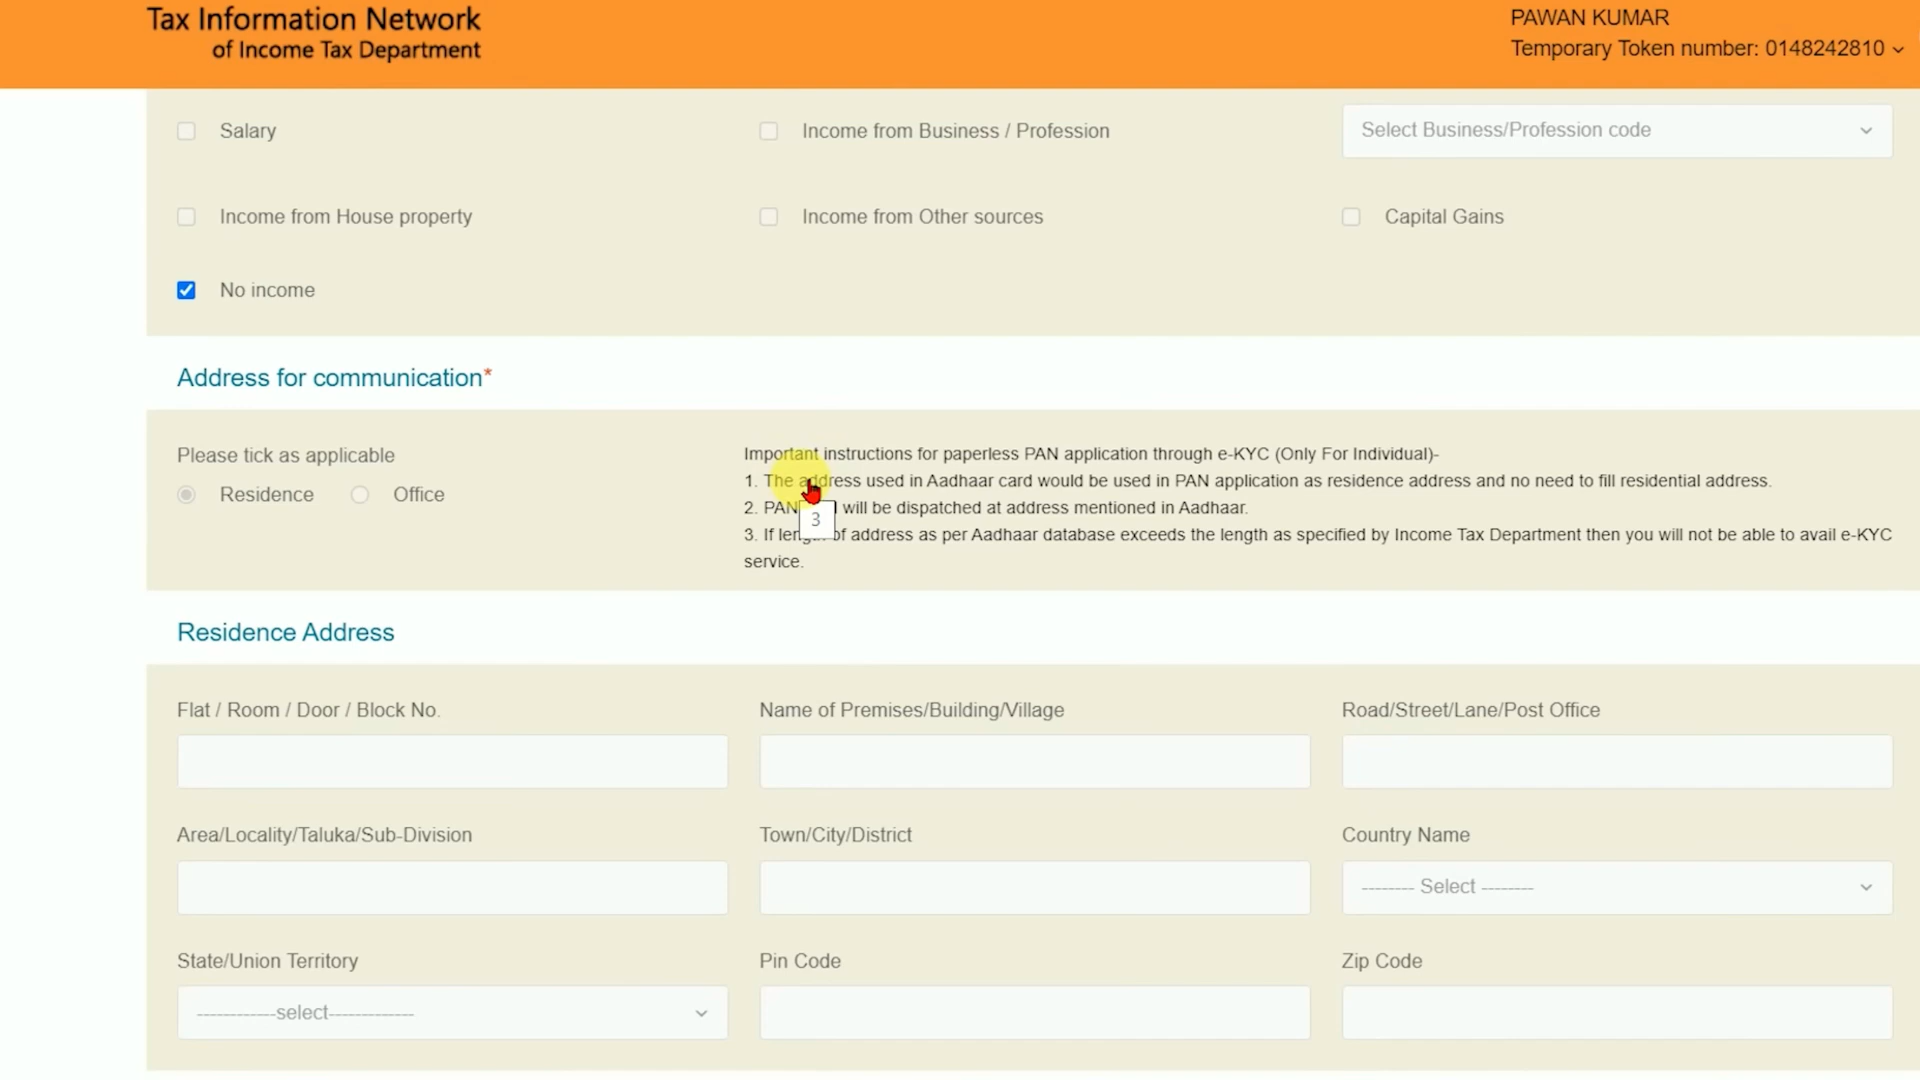 Tax Information Network
of Income Tax Department
PAWAN KUMAR
Temporary Token number: 0148242810
Salary
Income from Business / Profession
Select Business/Profession code
Income from House property
Income from Other sources
Capital Gains
No income
Address for communication*
Please tick as applicable
Residence
Office
Important instructions for paperless PAN application through e-KYC (Only For Individual)-
1. The address used in Aadhaar card would be used in PAN application as residence address and no need to fill residential address.
2. PAN will be dispatched at address mentioned in Aadhaar.
3. If length of address as per Aadhaar database exceeds the length as specified by Income Tax Department then you will not be able to avail e-KYC
service.
3
Residence Address
Flat / Room / Door / Block No.
Name of Premises/Building/Village
Road/Street/Lane/Post Office
Area/Locality/Taluka/Sub-Division
Town/City/District
Country Name
-------- Select --------
State/Union Territory
Pin Code
Zip Code
------------select-------------